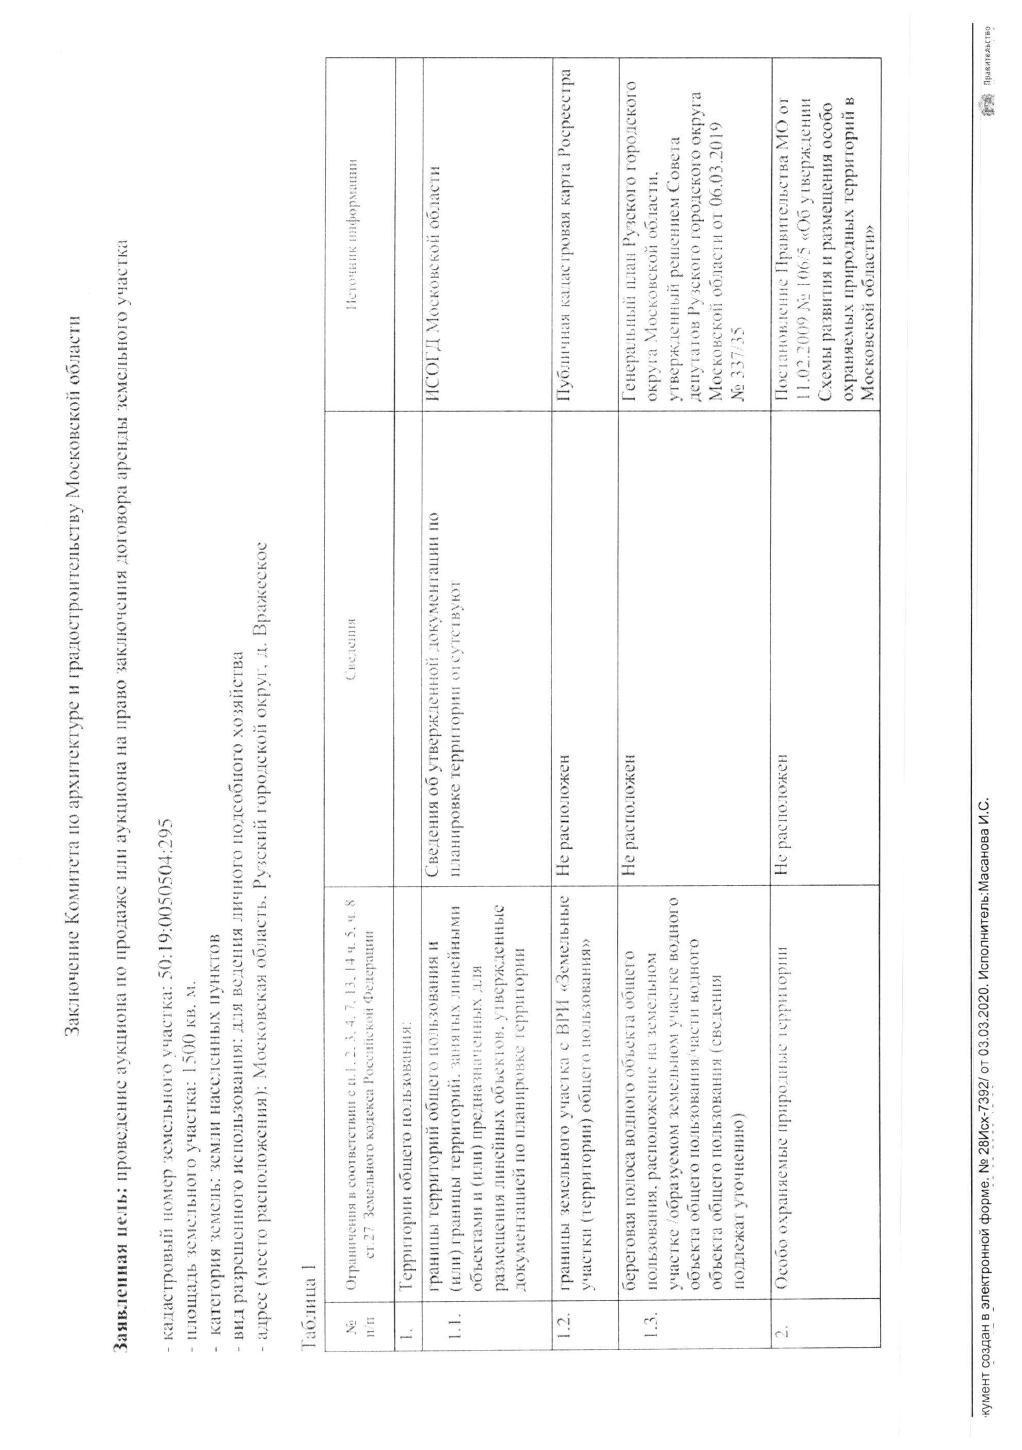 Заключение Комитета по архитектуре и градостроительству Московской области
Заявленная цель: проведение аукциона по продаже или аукциона на право заключения договора аренды земельного участка
- кадастровый номер земельного участка: 50:19:0050504:295
- площадь земельного участка: 1500 кв. м.
- категория земель: земли населенных пунктов
- вид разрешенного использования: для ведения личного подсобного хозяйства
- адрес (место расположения): Московская область, Рузский городской округ, д. Вражеское
Таблица 1
№
п/п
Ограничения в соответствии с п.1, 2, 3, 4, 7, 13, 14 ч. 5, ч. 8
ст.27 Земельного кодекса Российской Федерации
Сведения
Источник информации
1.
Территории общего пользования:
1.1.
границы территорий общего пользования и
(или) границы территорий, занятых линейными
объектами и (или) предназначенных для
размещения линейных объектов, утвержденные
документацией по планировке территории
Сведения об утвержденной документации по
планировке территории отсутствуют
ИСОГД Московской области
1.2.
границы земельного участка с ВРИ «Земельные
участки (территории) общего пользования»
Не расположен
Публичная кадастровая карта Росреестра
1.3.
береговая полоса водного объекта общего
пользования, расположение на земельном
участке /образуемом земельном участке водного
объекта общего пользования/части водного
объекта общего пользования (сведения
подлежат уточнению)
Не расположен
Генеральный план Рузского городского
округа Московской области,
утвержденный решением Совета
депутатов Рузского городского округа
Московской области от 06.03.2019
№ 337/35
2.
Особо охраняемые природные территории
Не расположен
Постановление Правительства МО от
11.02.2009 № 106/5 «Об утверждении
Схемы развития и размещения особо
охраняемых природных территорий в
Московской области»
кумент создан в электронной форме. № 28Исх-7392/ от 03.03.2020. Исполнитель:Масанова И.С.
Правительство